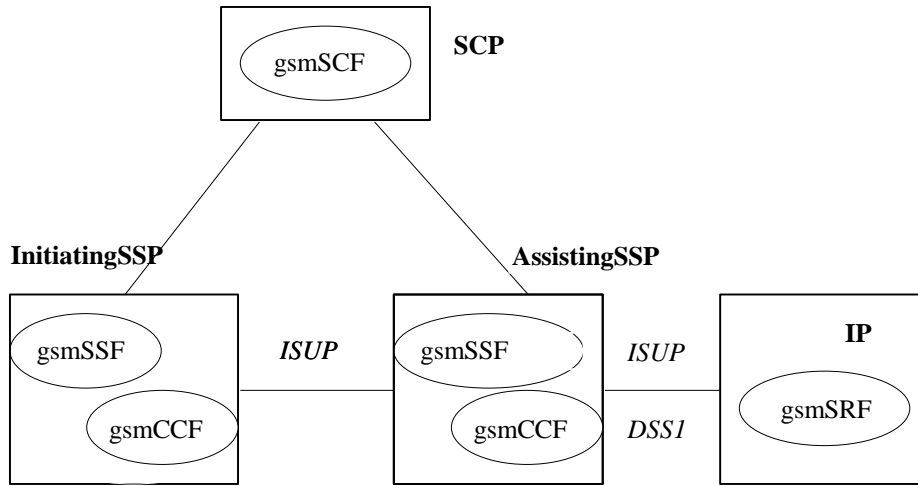 SCP
gsmSCF
InitiatingSSP
AssistingSSP
gsmSSF
ISUP
gsmSSF
ISUP
IP
gsmCCF
gsmCCF
DSS1
gsmSRF